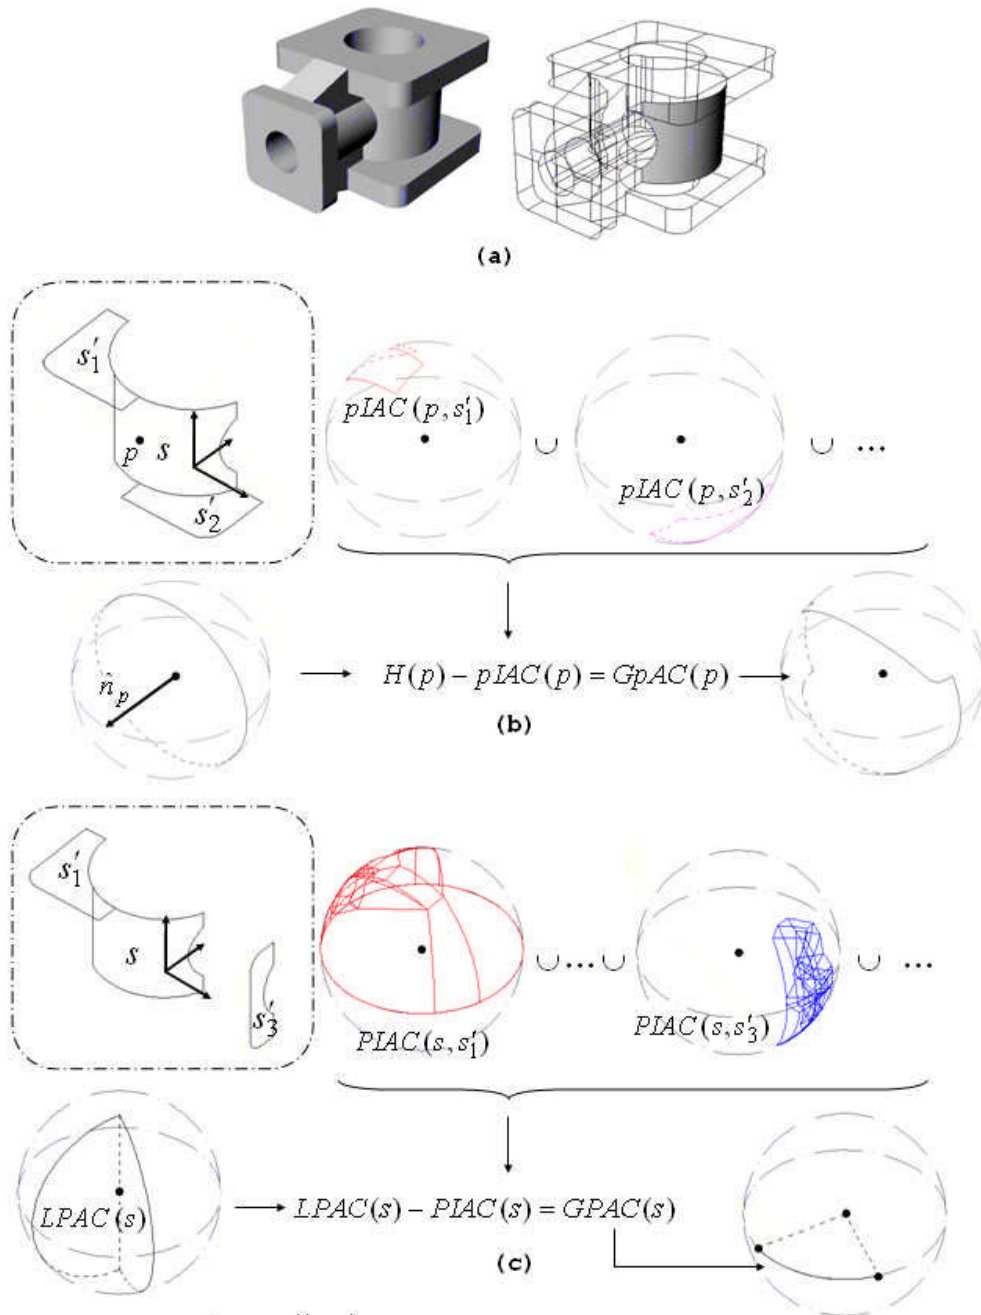 (a)
s′₁
p s
s′₂
pIAC(p,s′₁) ∪ pIAC(p,s′₂) ∪ ...
n̂ₚ
H(p)−pIAC(p)=GpAC(p)
(b)
s′₁
s
s′₃
PIAC(s,s′₁) ∪...∪ PIAC(s,s′₃) ∪ ...
LPAC(s)
LPAC(s)−PIAC(s)=GPAC(s)
(c)